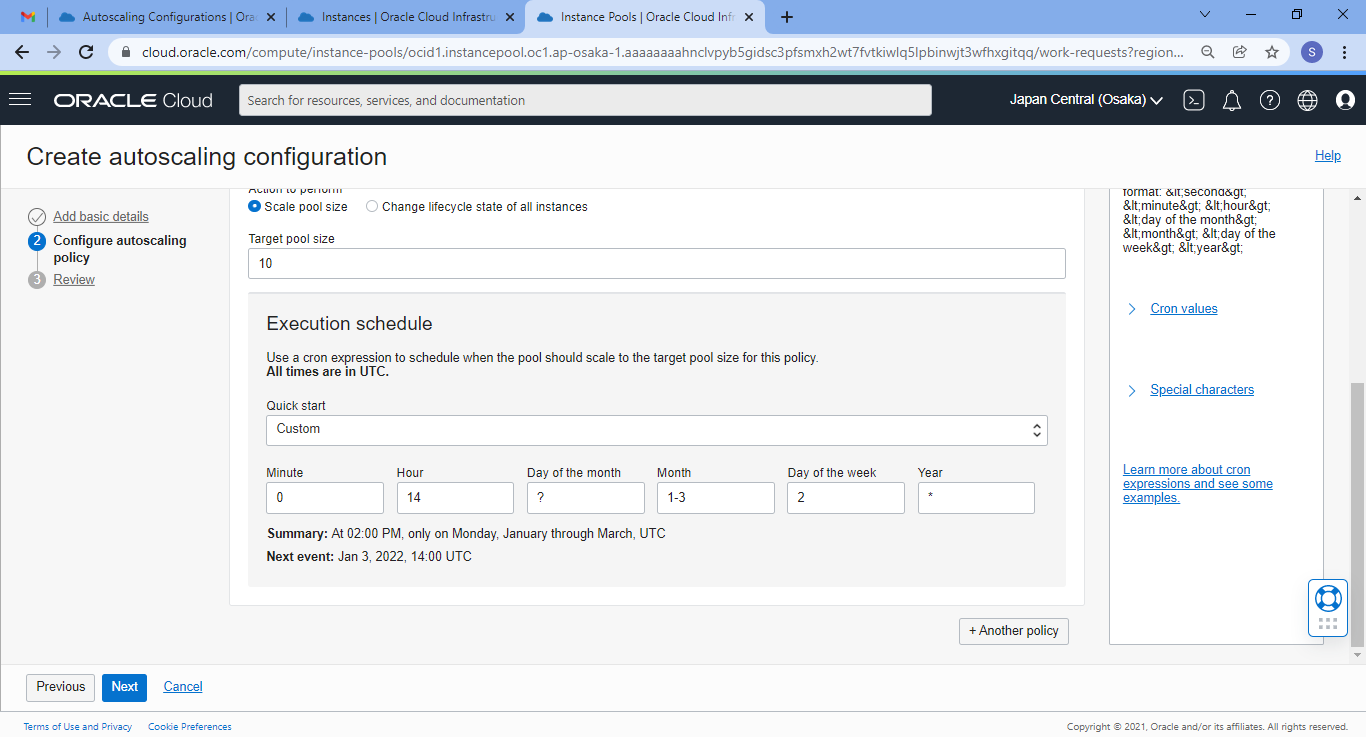 Autoscaling Configurations | Ora
Instances | Oracle Cloud Infrastru
Instance Pools | Oracle Cloud Infr
cloud.oracle.com/compute/instance-pools/ocid1.instancepool.oc1.ap-osaka-1.aaaaaaaahnclvpyb5gidsc3pfsmxh2wt7fvtkiwlq5lpbinwjt3wfhxgitqq/work-requests?region...
S
ORACLE Cloud
Search for resources, services, and documentation
Japan Central (Osaka)
Create autoscaling configuration
Help
Add basic details
2 Configure autoscaling
policy
3 Review
Action to perform
Scale pool size
Change lifecycle state of all instances
Target pool size
10
Execution schedule
Use a cron expression to schedule when the pool should scale to the target pool size for this policy.
All times are in UTC.
Quick start
Custom
Minute Hour Day of the month Month Day of the week Year
0 14 ? 1-3 2 *
Summary: At 02:00 PM, only on Monday, January through March, UTC
Next event: Jan 3, 2022, 14:00 UTC
+ Another policy
format: &lt;second&gt;
&lt;minute&gt; &lt;hour&gt;
&lt;day of the month&gt;
&lt;month&gt; &lt;day of the
week&gt; &lt;year&gt;
Cron values
Special characters
Learn more about cron
expressions and see some
examples.
Previous
Next
Cancel
Terms of Use and Privacy
Cookie Preferences
Copyright © 2021, Oracle and/or its affiliates. All rights reserved.